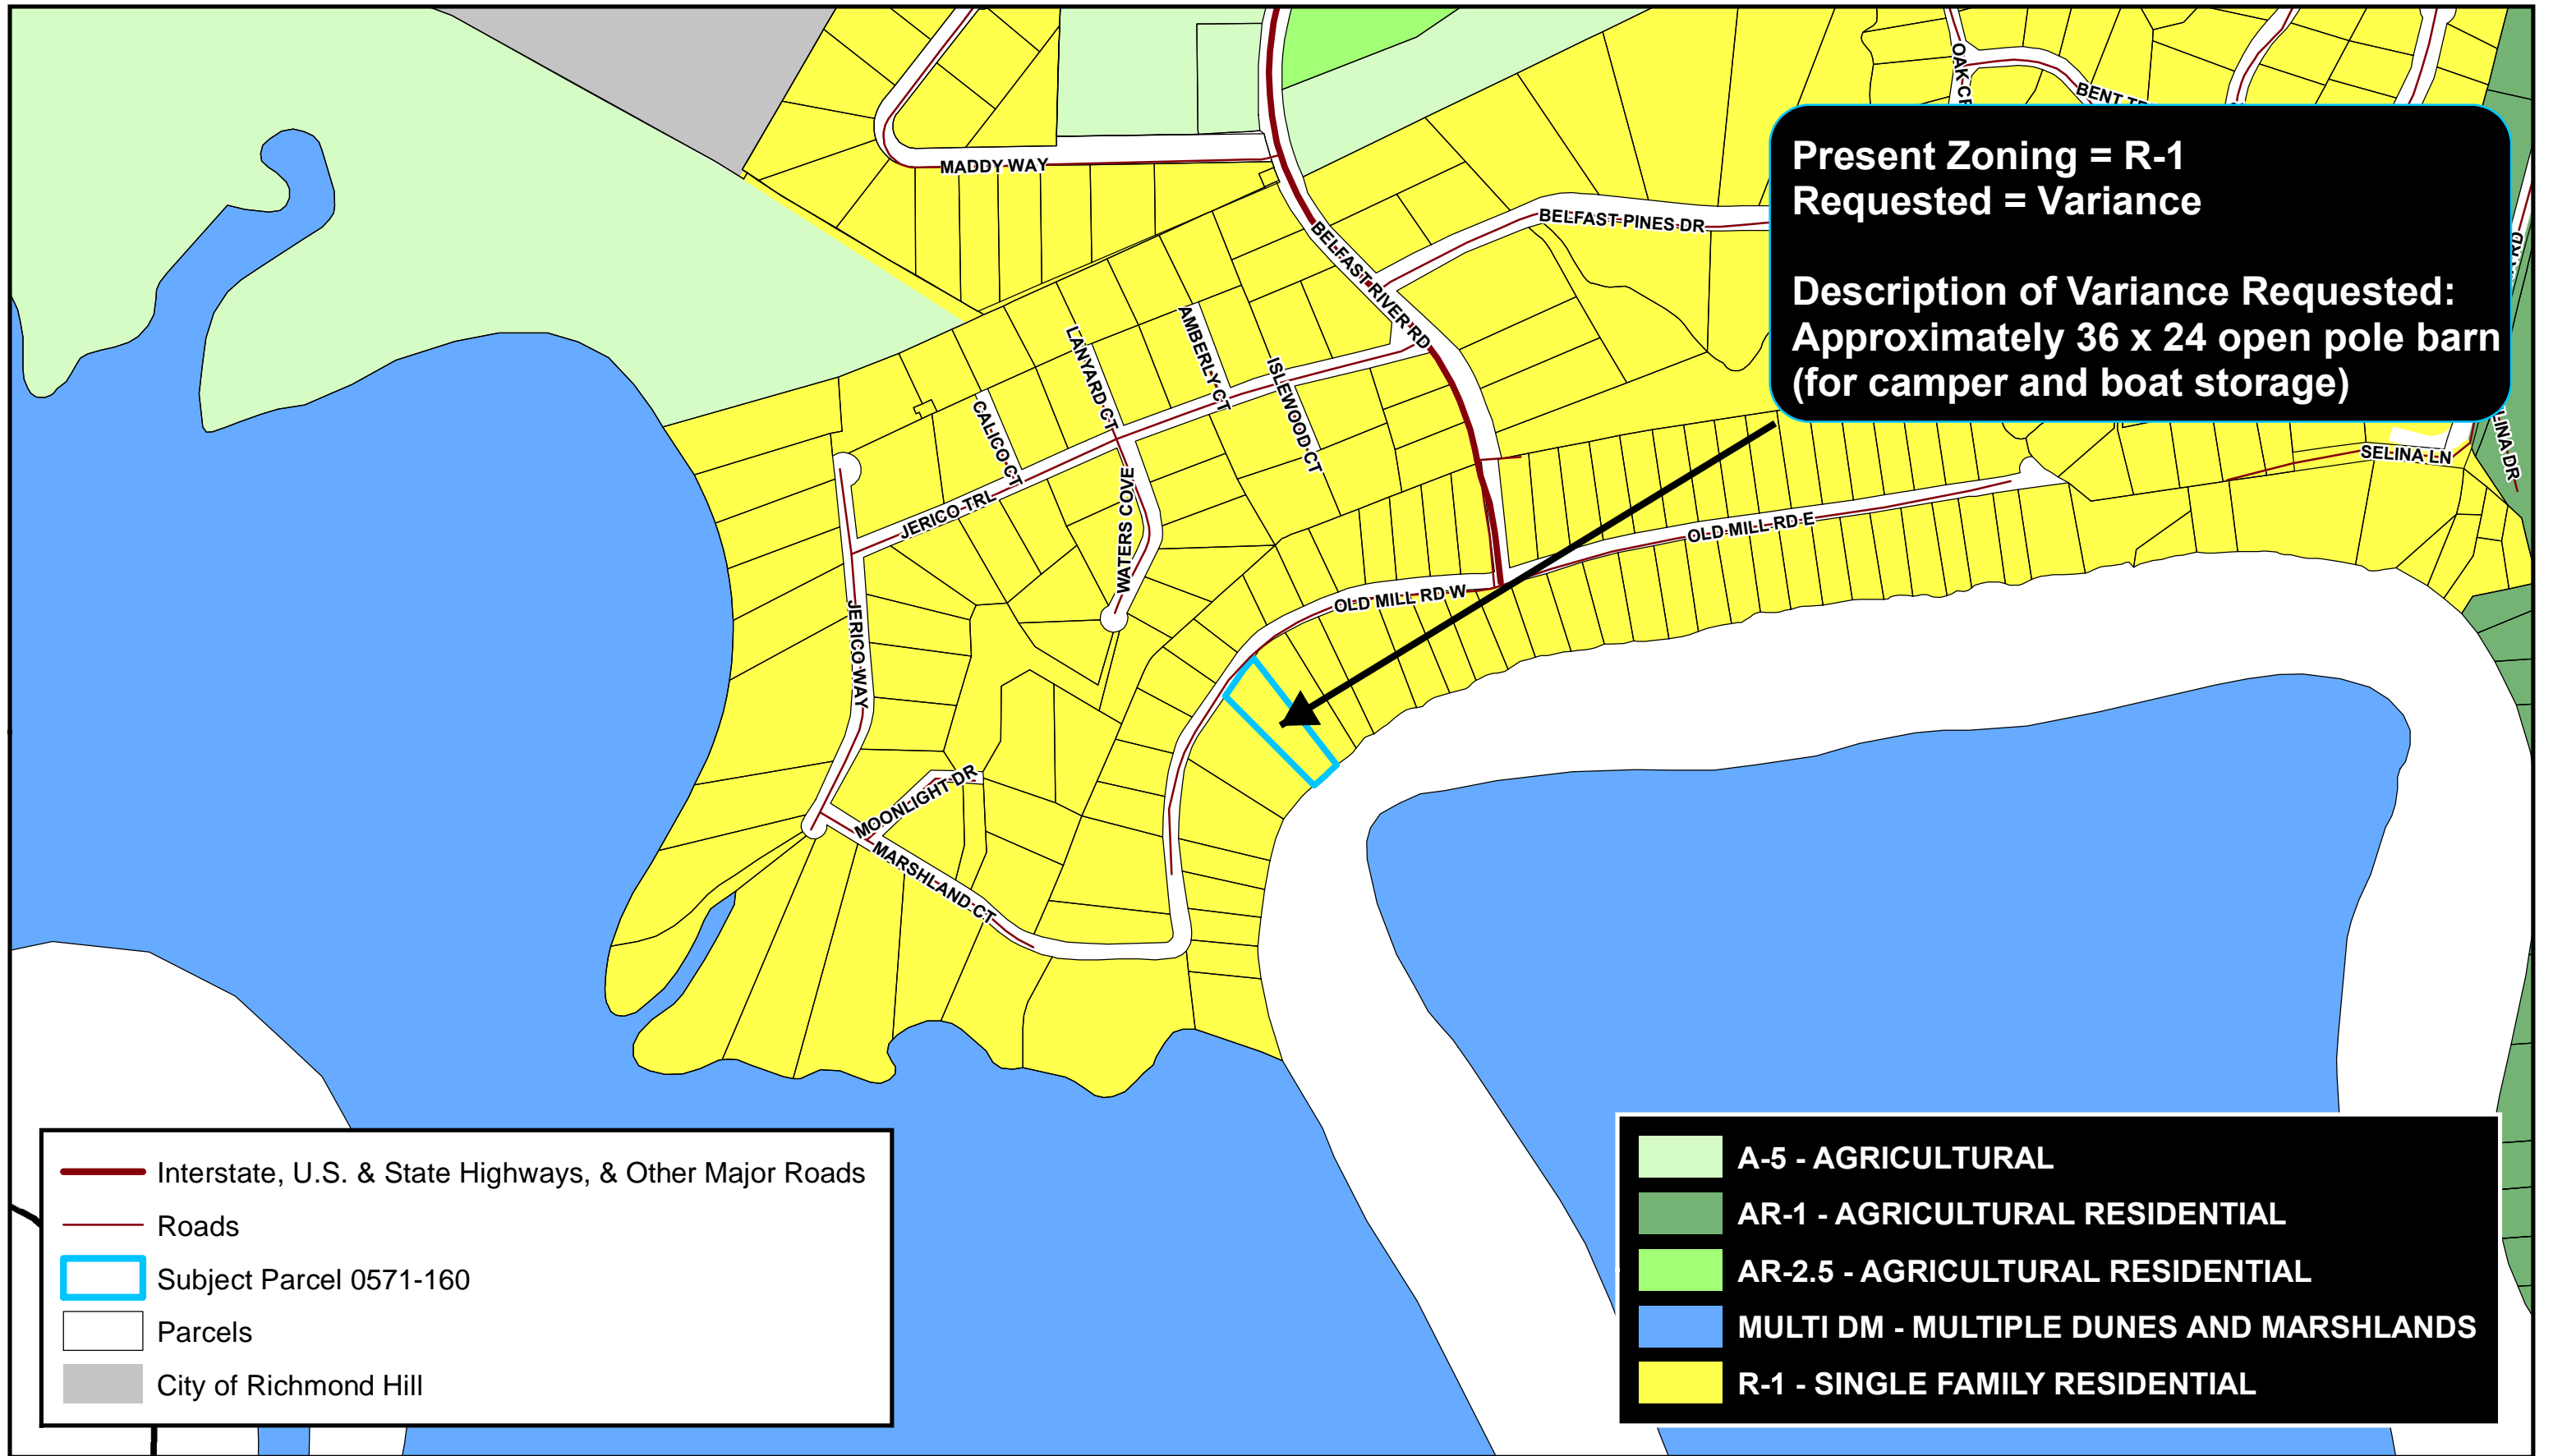 MADDY WAY
OAK
BENT
BELFAST PINES DR
BELFAST RIVER RD
RD
Present Zoning = R-1
Requested = Variance
Description of Variance Requested:
Approximately 36 x 24 open pole barn
(for camper and boat storage)
LANYARD CT
AMBERLY CT
ISLEWOOD CT
CALICO CT
JERICO TRL
WATERS COVE
SELINA LN
DR
OLD MILL RD E
OLD MILL RD W
JERICO WAY
MOONLIGHT DR
MARSHLAND CT
Interstate, U.S. & State Highways, & Other Major Roads
Roads
Subject Parcel 0571-160
Parcels
City of Richmond Hill
A-5 - AGRICULTURAL
AR-1 - AGRICULTURAL RESIDENTIAL
AR-2.5 - AGRICULTURAL RESIDENTIAL
MULTI DM - MULTIPLE DUNES AND MARSHLANDS
R-1 - SINGLE FAMILY RESIDENTIAL